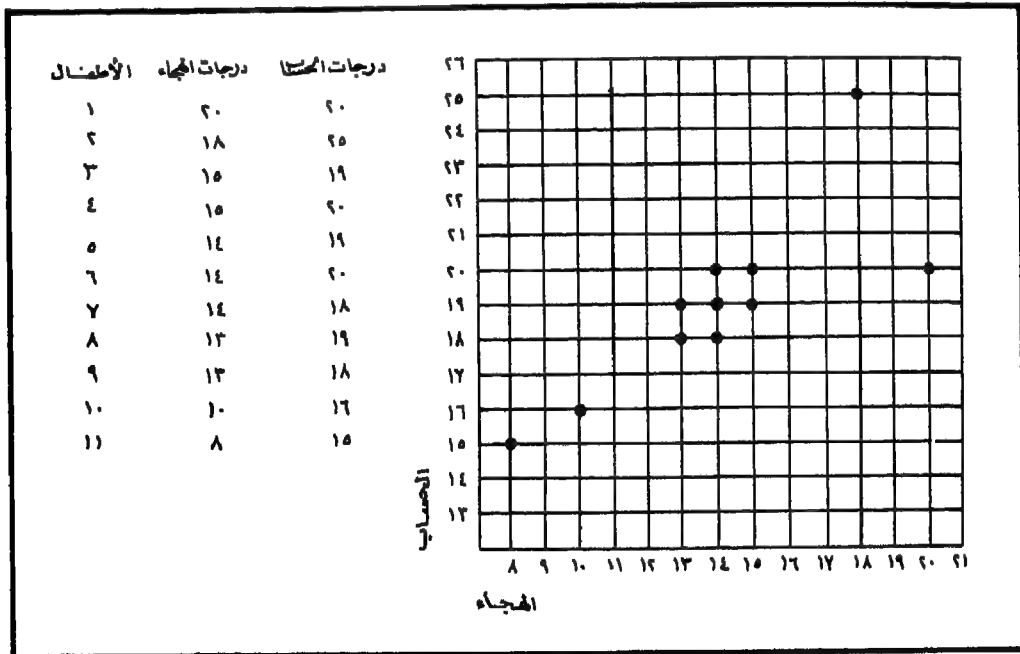 درجات الحساب درجات الهجاء الأطفال
٢٠ ٢٠ ١
٢٥ ١٨ ٢
١٩ ١٥ ٣
٢٠ ١٥ ٤
١٩ ١٤ ٥
٢٠ ١٤ ٦
١٨ ١٤ ٧
١٩ ١٣ ٨
١٨ ١٣ ٩
١٦ ١٠ ١٠
١٥ ٨ ١١
٢٦
٢٥
٢٤
٢٣
٢٢
٢١
٢٠
١٩
١٨
١٧
١٦
١٥
١٤
١٣
الحساب
٨ ٩ ١٠ ١١ ١٢ ١٣ ١٤ ١٥ ١٦ ١٧ ١٨ ١٩ ٢٠ ٢١
الهجاء